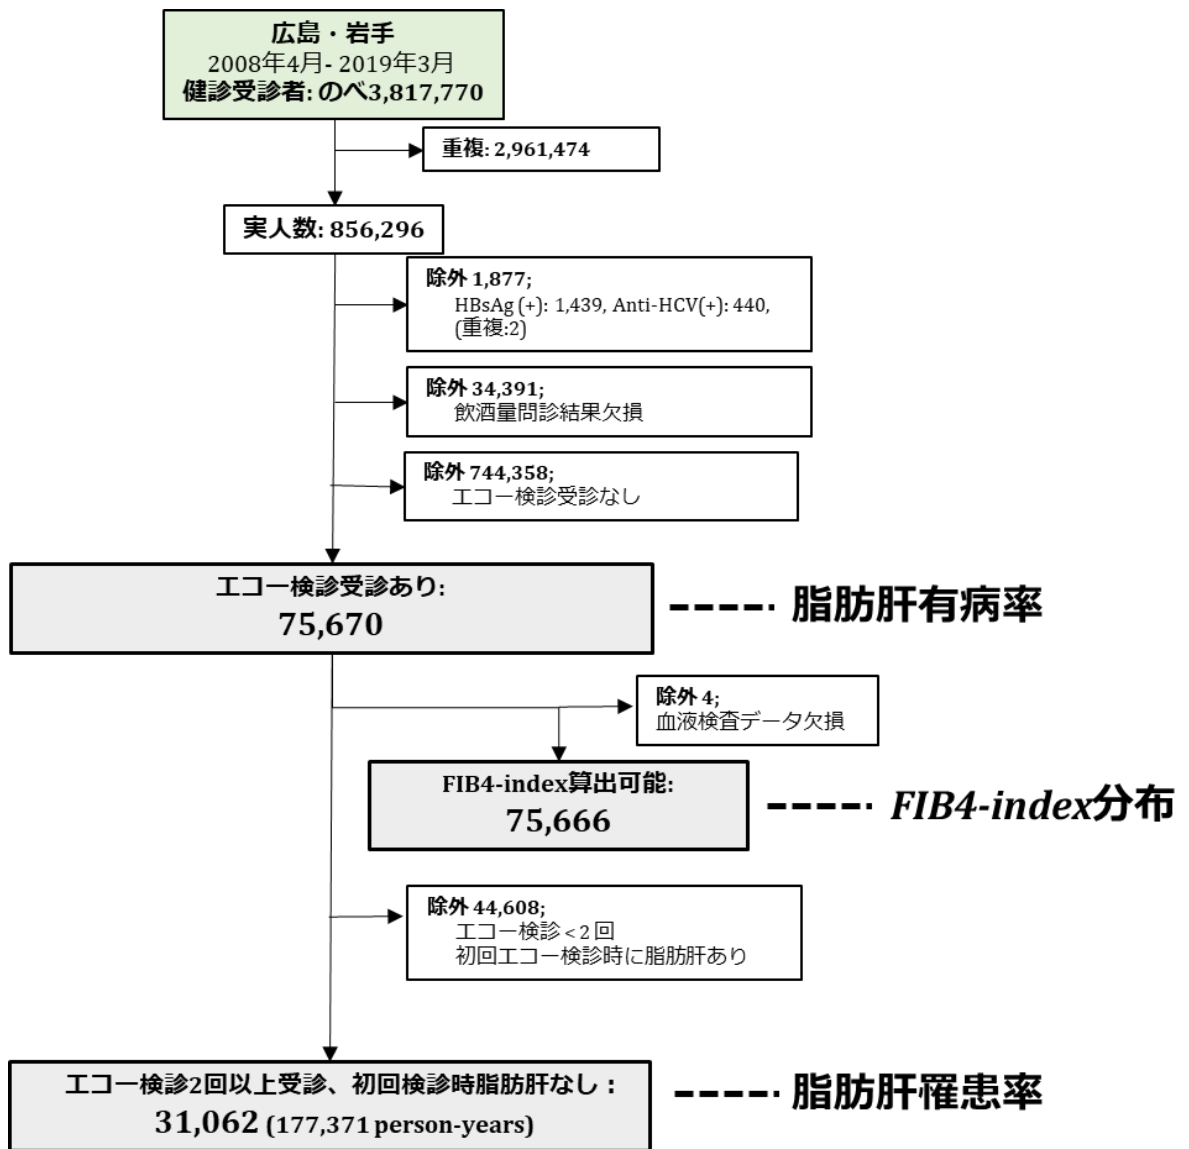 広島・岩手
2008年4月- 2019年3月
健診受診者: のべ3,817,770
重複: 2,961,474
実人数: 856,296
除外 1,877;
HBsAg (+): 1,439, Anti-HCV(+): 440,
(重複:2)
除外 34,391;
飲酒量問診結果欠損
除外 744,358;
エコー検診受診なし
エコー検診受診あり:
75,670
脂肪肝有病率
除外 4;
血液検査データ欠損
FIB4-index算出可能:
75,666
FIB4-index分布
除外 44,608;
エコー検診 < 2 回
初回エコー検診時に脂肪肝あり
エコー検診2回以上受診、初回検診時脂肪肝なし：
31,062 (177,371 person-years)
脂肪肝罹患率